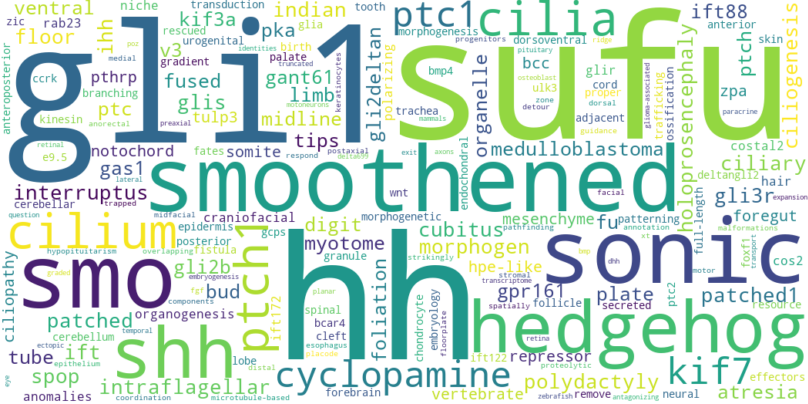 ventral niche transduction indian tooth ptc1 cilia ift88
zic rab23 kif3a rescued pka glia birth morphogenesis dorsoventral pituitary ridge anterior
floor ihh urogenital v3 gradient palate truncated identities progenitors bmp4 bcc glir skin
por medial fused gant61 polarizing gli2deltan organelle ulk3 cord ptch
anteroposterior ccrk pthrp glis limb keratinocytes zone proper zpa
branching motoneurons trachea osteoblast dorsal glioma-associated trafficking ossification ciliogenesis
gli1 sufu
ptc tulp3 midline mammals detour adjacent paracrine
kinesin anorectal preaxial tips axons guidance costal2
retinal notochord fates postaxial exit medulloblastoma holoprosencephaly
e9.5 gas1 somite respond delta699 endochondral ciliary
lateral smoothened deltangli2 hair
interruptus wnt facial gli3r expansion
cerebellar trapped full-length
question midfacial craniofacial morphogenetic mesenchyme fu patterning foregut
cilium epidermis digit cubitus pathfinding annotation xt malformations
hypopituitarism posterior gcps myotome morphogen bmp foxf1 cos2
ciliopathy overlapping fistula granule strikingly dhh sonic transport
smo graded gli2b embryogenesis hh hpe-like motor
fgf bud planar stromal gpr161 plate ptc2 patched1
components ptch1 foliation transcriptome follicle secreted
patched organogenesis ift172 spinal bcar4 chondrocyte embryology spatially resource
cerebellum shh esophagus floorplate retina hedgehog
tube ift temporal lobe cleft placode ift122 repressor
ectopic distal proteolytic kif7 effectors
spop epithelium cyclopamine polydactyly neural
eye intraflagellar vertebrate remove atresia
anomalies coordination microtubule-based forebrain zebrafish antagonizing